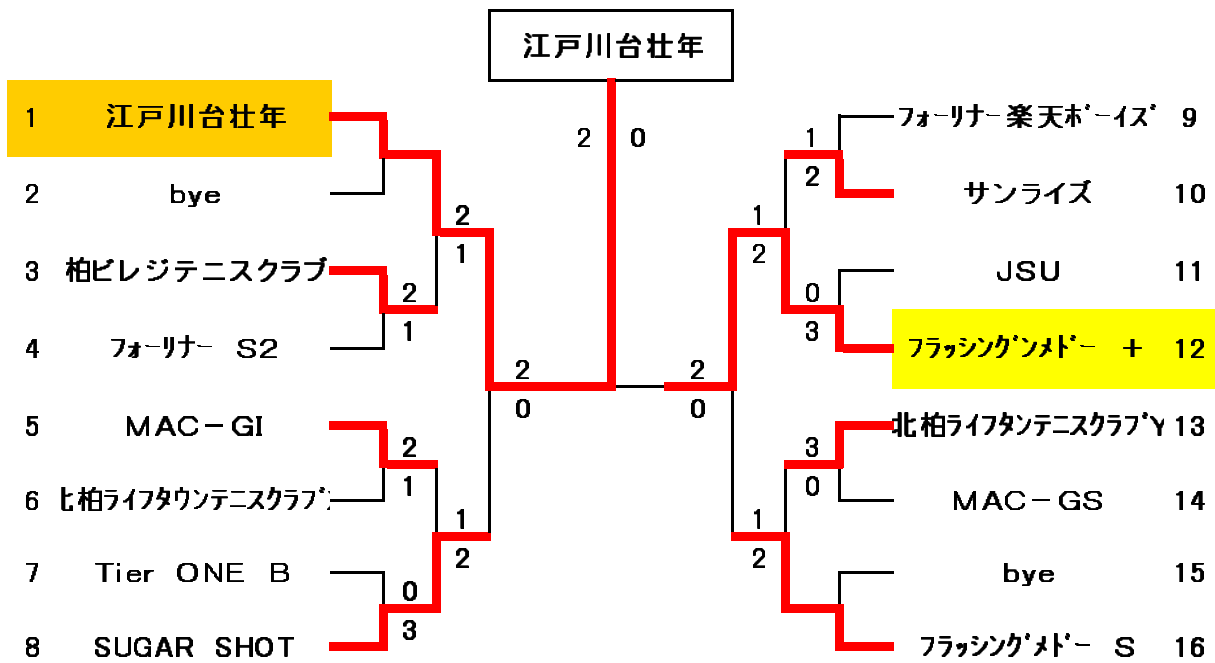 江戸川台壮年
2 0
1 江戸川台壮年
2 bye
2
1
3 柏ビレジテニスクラブ
2
1
4 フォーリナー S2
2
0
5 MAC-GI
2
1
6 北柏ライフタウンテニスクラブ
1
2
7 Tier ONE B
0
3
8 SUGAR SHOT
フォーリナー楽天ボーイズ 9
1
2
サンライズ 10
1
2
JSU 11
0
3
フラッシングンメドー + 12
2
0
北柏ライフタンテニスクラブY 13
3
0
MAC-GS 14
1
2
bye 15
フラッシングメドー S 16